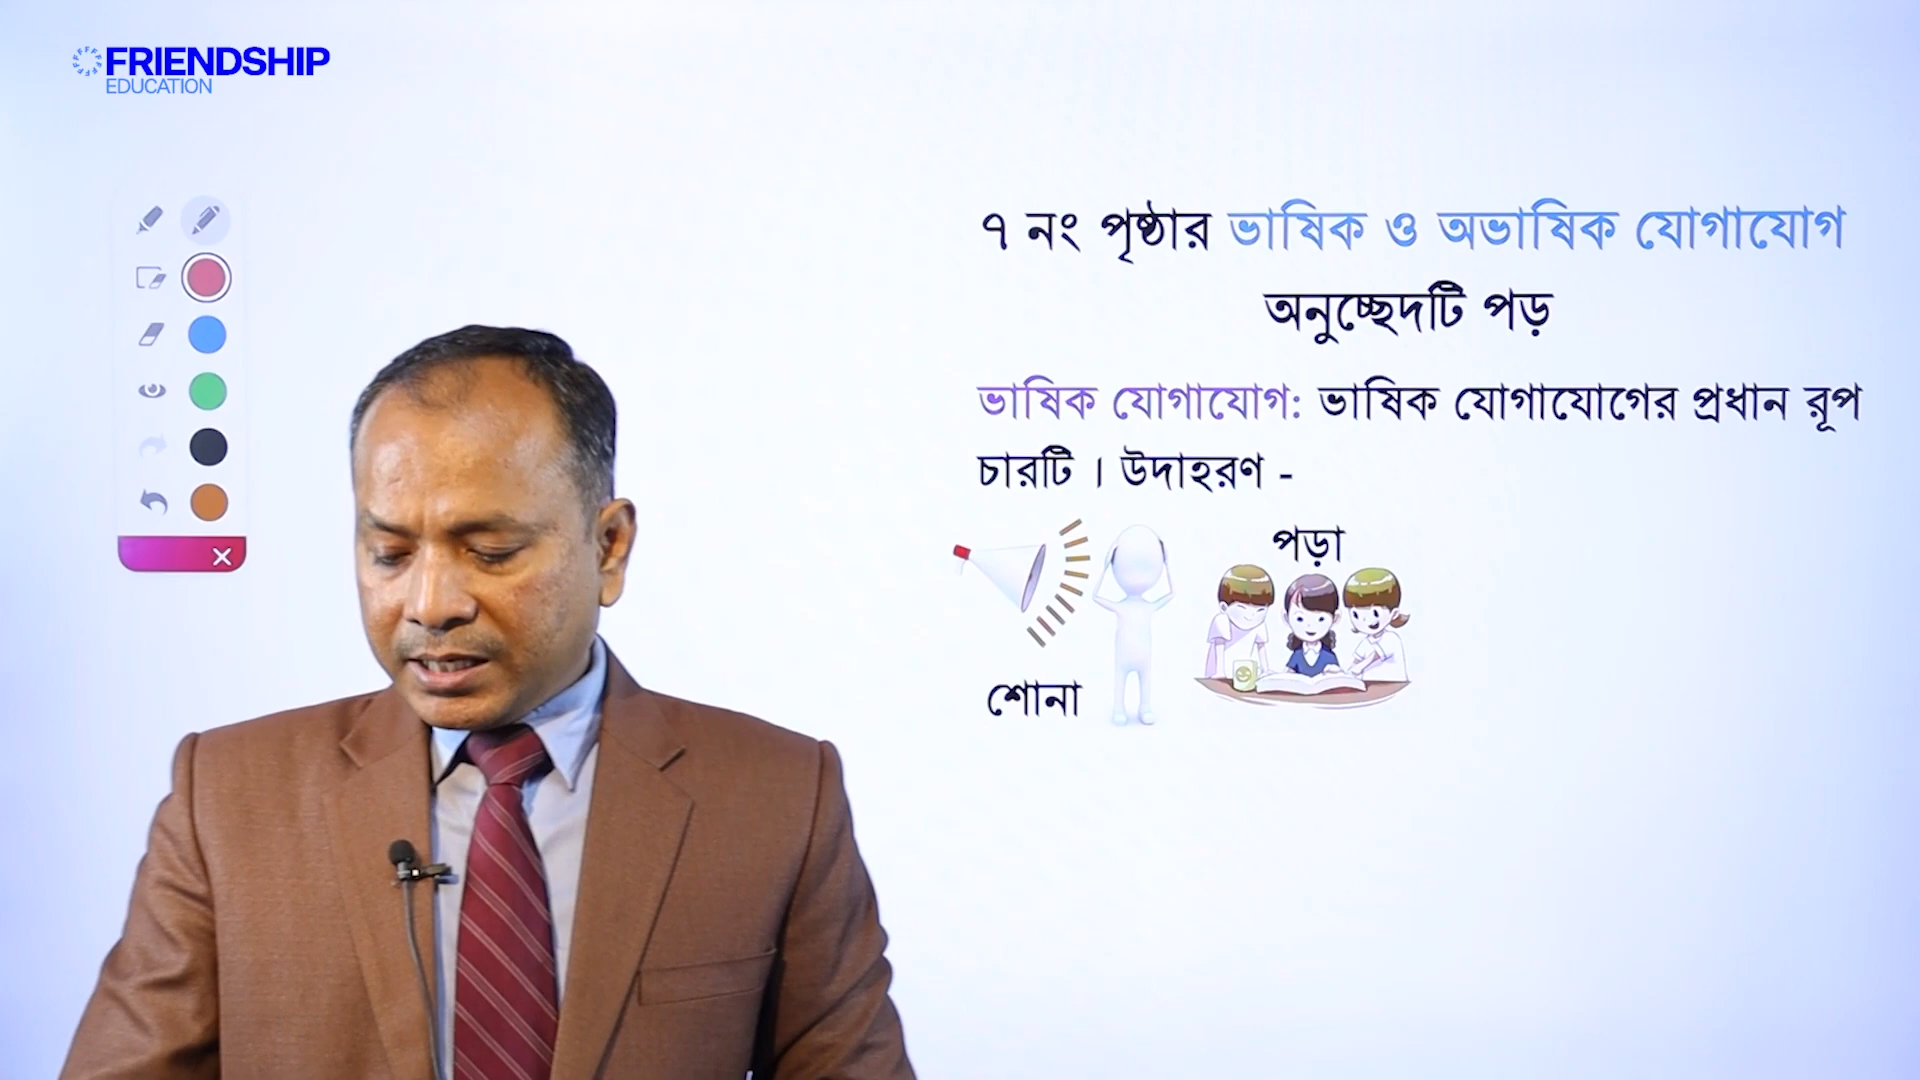 FRIENDSHIP
EDUCATION
৭ নং পৃষ্ঠার ভাষিক ও অভাষিক যোগাযোগ
অনুচ্ছেদটি পড়
ভাষিক যোগাযোগ: ভাষিক যোগাযোগের প্রধান রূপ
চারটি । উদাহরণ -
পড়া
শোনা